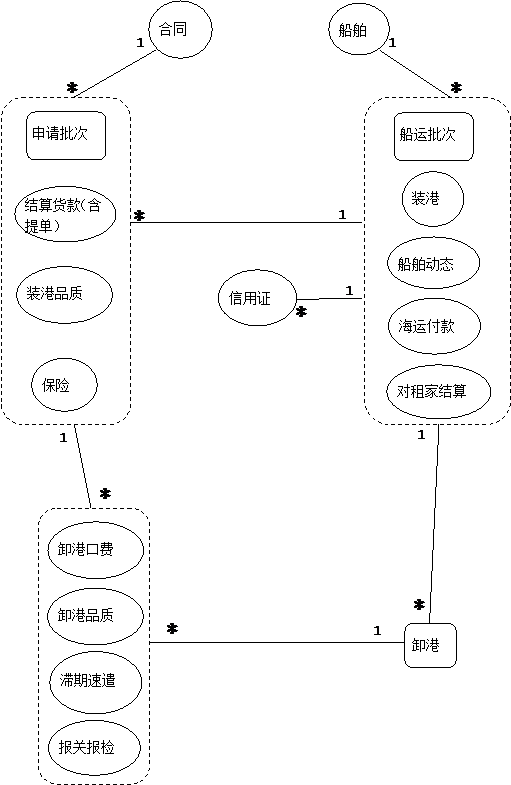 合同
船舶
1
1
*
*
申请批次
船运批次
结算货款(含
提单)
装港
*
1
船舶动态
装港品质
信用证
1
*
海运付款
保险
对租家结算
1
1
*
卸港口费
卸港品质
*
*
1
卸港
滞期速遣
报关报检